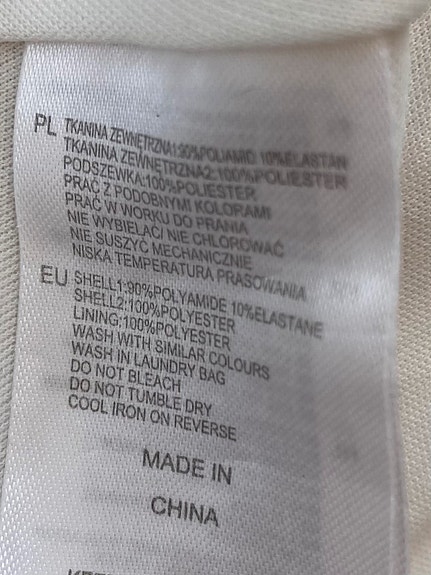 PL TKANINA ZEWNĘTRZNA1:90%POLIAMID 10%ELASTAN
TKANINA ZEWNĘTRZNA2:100%POLIESTER
PODSZEWKA:100%POLIESTER
PRAĆ Z PODOBNYMI KOLORAMI
PRAĆ W WORKU DO PRANIA
NIE WYBIELAĆ/ NIE CHLOROWAĆ
NIE SUSZYĆ MECHANICZNIE
NISKA TEMPERATURA PRASOWANIA
EU SHELL1:90%POLYAMIDE 10%ELASTANE
SHELL2:100%POLYESTER
LINING:100%POLYESTER
WASH WITH SIMILAR COLOURS
WASH IN LAUNDRY BAG
DO NOT BLEACH
DO NOT TUMBLE DRY
COOL IRON ON REVERSE
MADE IN
CHINA